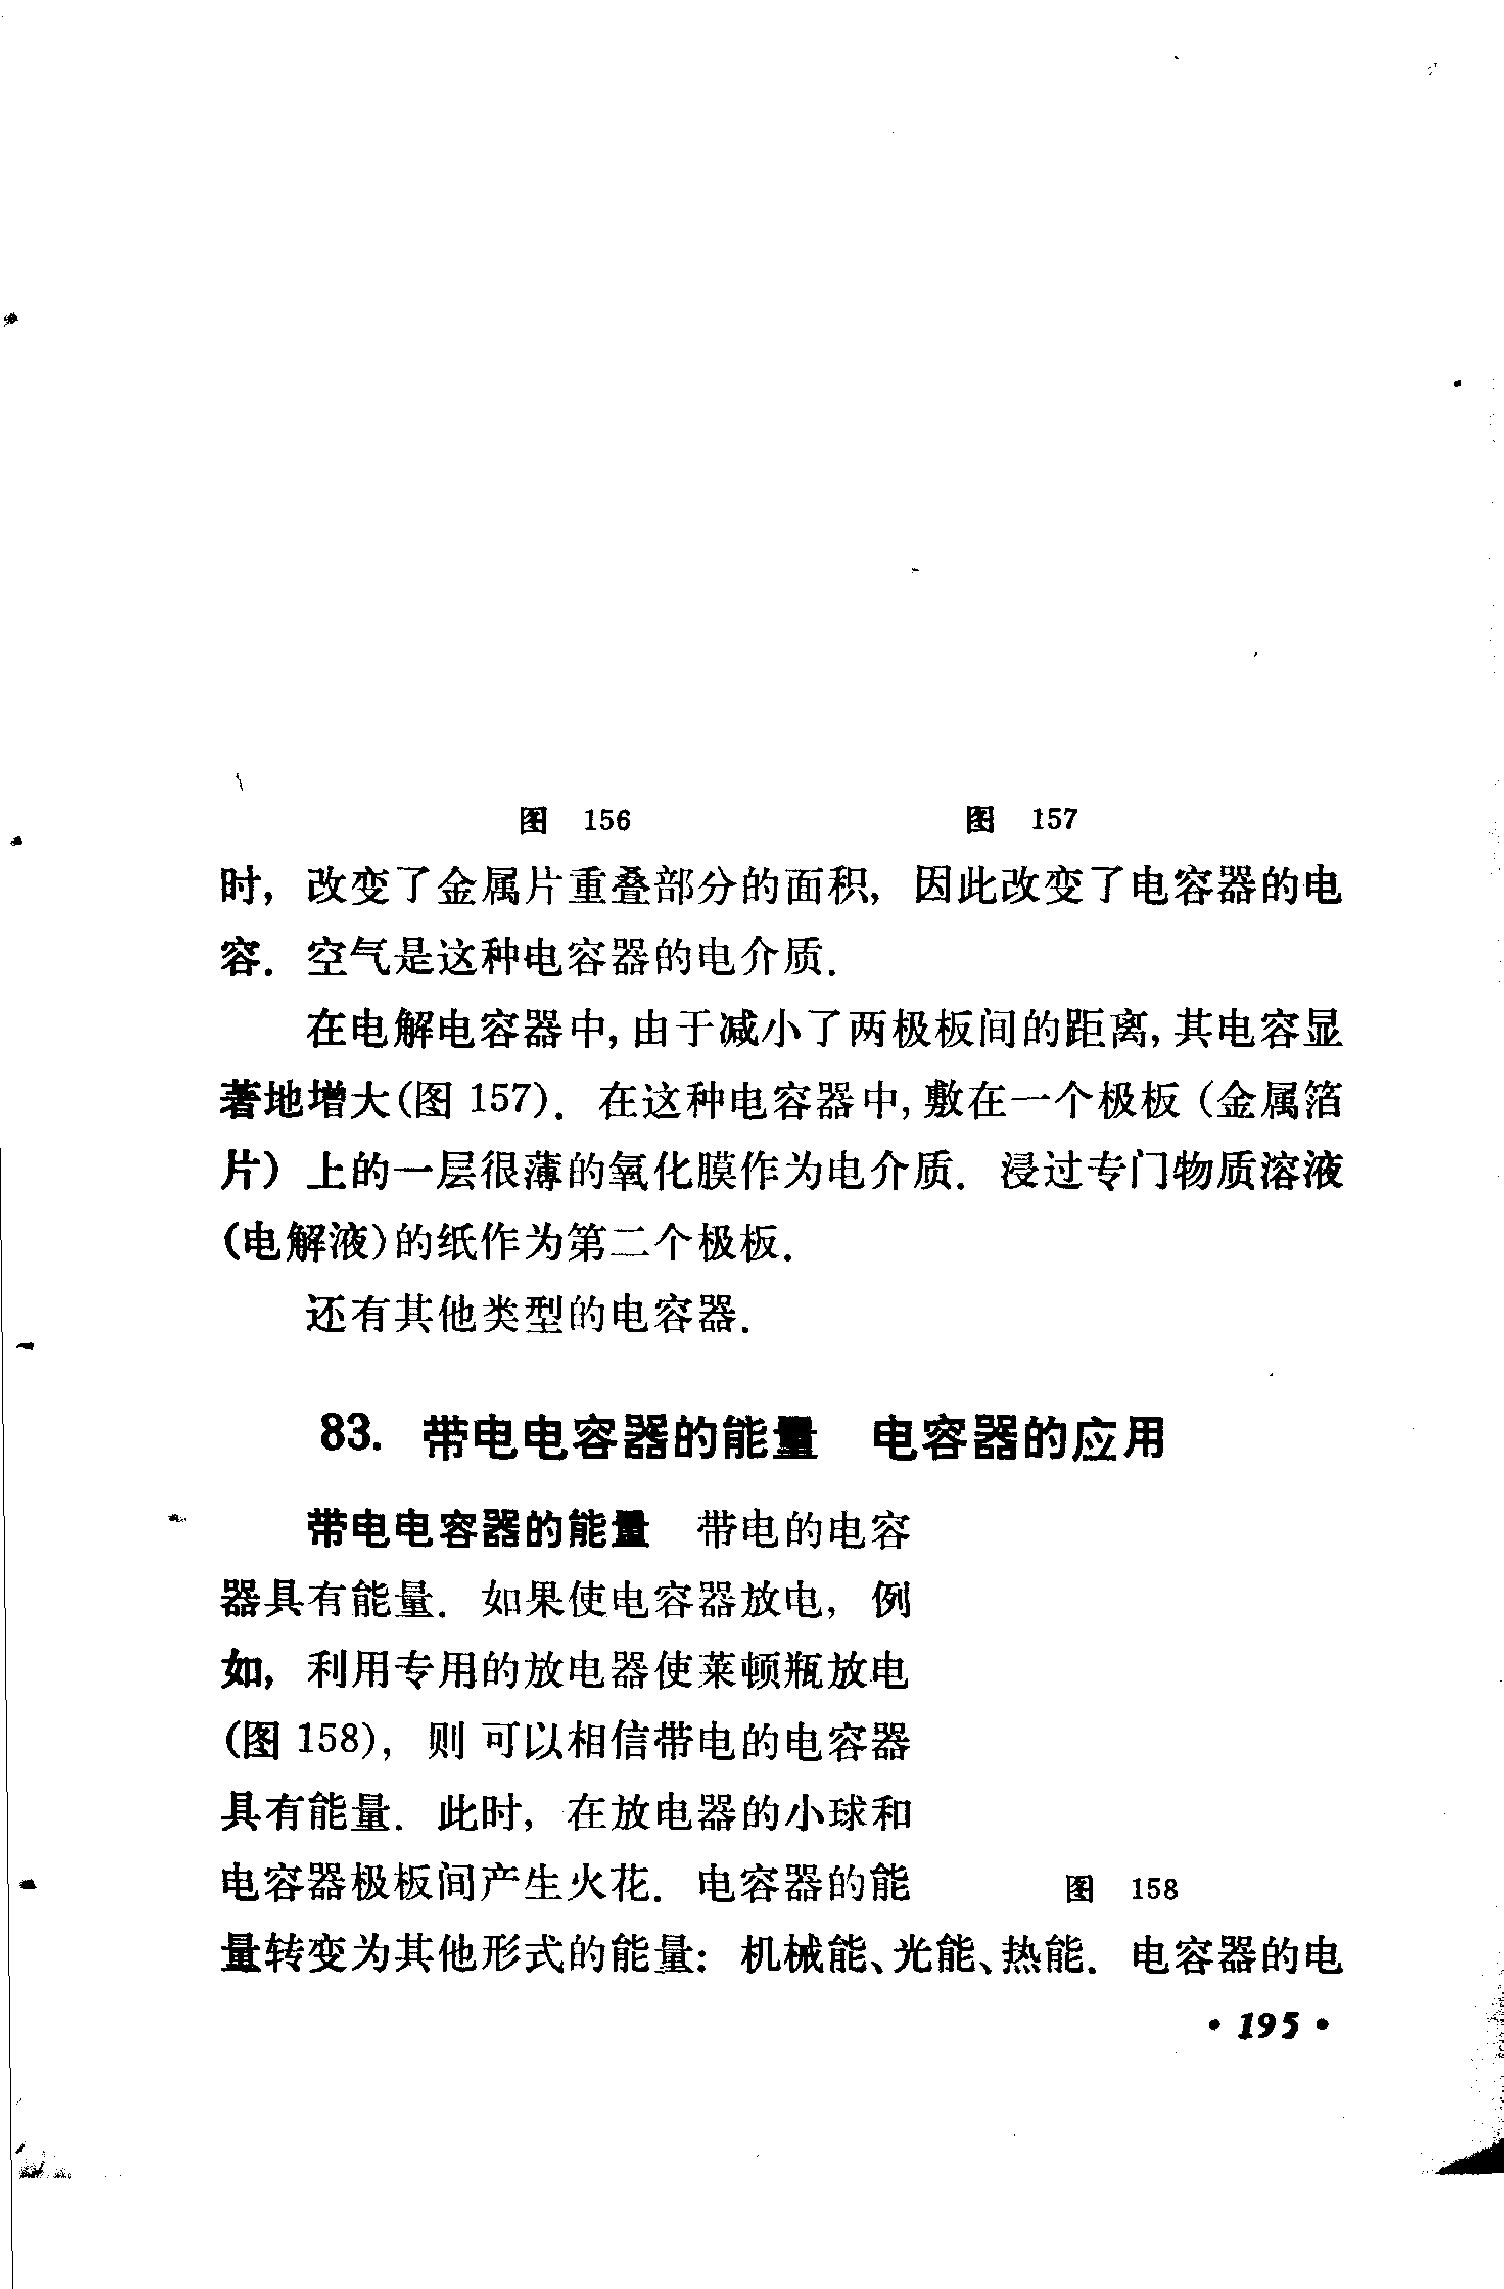 图 156
图 157
时，改变了金属片重叠部分的面积，因此改变了电容器的电
容．空气是这种电容器的电介质．
在电解电容器中，由于减小了两极板间的距离，其电容显
著地增大(图 157)．在这种电容器中，敷在一个极板（金属箔
片）上的一层很薄的氧化膜作为电介质．浸过专门物质溶液
(电解液)的纸作为第二个极板．
还有其他类型的电容器．
83. 带电电容器的能量 电容器的应用
带电电容器的能量 带电的电容
器具有能量．如果使电容器放电，例
如，利用专用的放电器使莱顿瓶放电
(图 158)，则可以相信带电的电容器
具有能量．此时，在放电器的小球和
电容器极板间产生火花．电容器的能
图 158
量转变为其他形式的能量：机械能、光能、热能．电容器的电
• 195 •